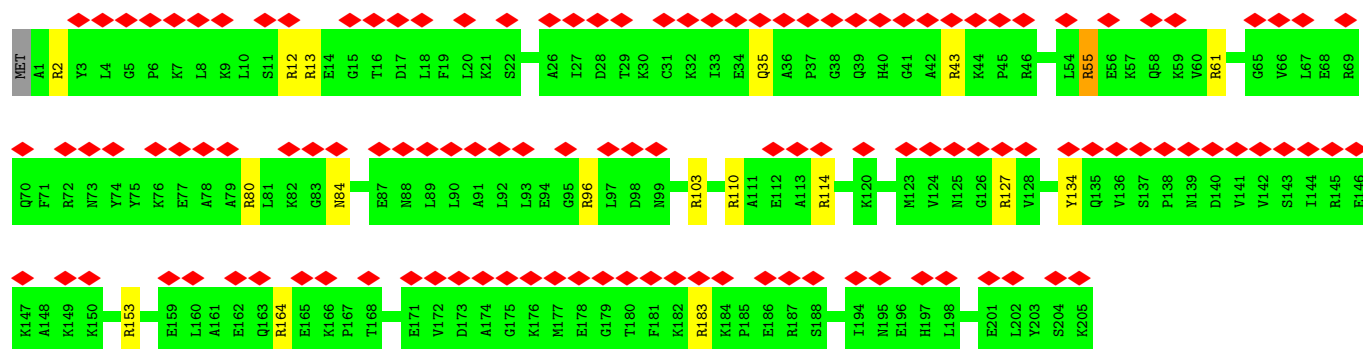 MET A1 R2 Y3 L4 G5 P6 K7 L8 K9 L10 S11 R12 R13 E14 G15 T16 D17 L18 F19 L20 K21 S22 A26 I27 D28 T29 K30 C31 K32 I33 E34 Q35 A36 P37 G38 Q39 H40 G41 A42 R43 K44 P45 R46 L54 R55 E56 K57 Q58 K59 V60 R61 G65 V66 L67 E68 R69
Q70 F71 R72 N73 Y74 Y75 K76 E77 A78 A79 R80 L81 K82 G83 N84 E87 N88 L89 L90 A91 L92 L93 E94 G95 R96 L97 D98 N99 R103 R110 A111 E112 A113 R114 K120 M123 V124 N125 G126 R127 V128 Y134 Q135 V136 S137 P138 N139 D140 V141 V142 S143 I144 R145 E146
K147 A148 K149 K150 R153 E159 L160 A161 E162 Q163 R164 E165 K166 P167 T168 E171 V172 D173 A174 G175 K176 M177 E178 G179 T180 F181 K182 R183 K184 P185 E186 R187 S188 I194 N195 E196 H197 L198 E201 L202 Y203 S204 K205